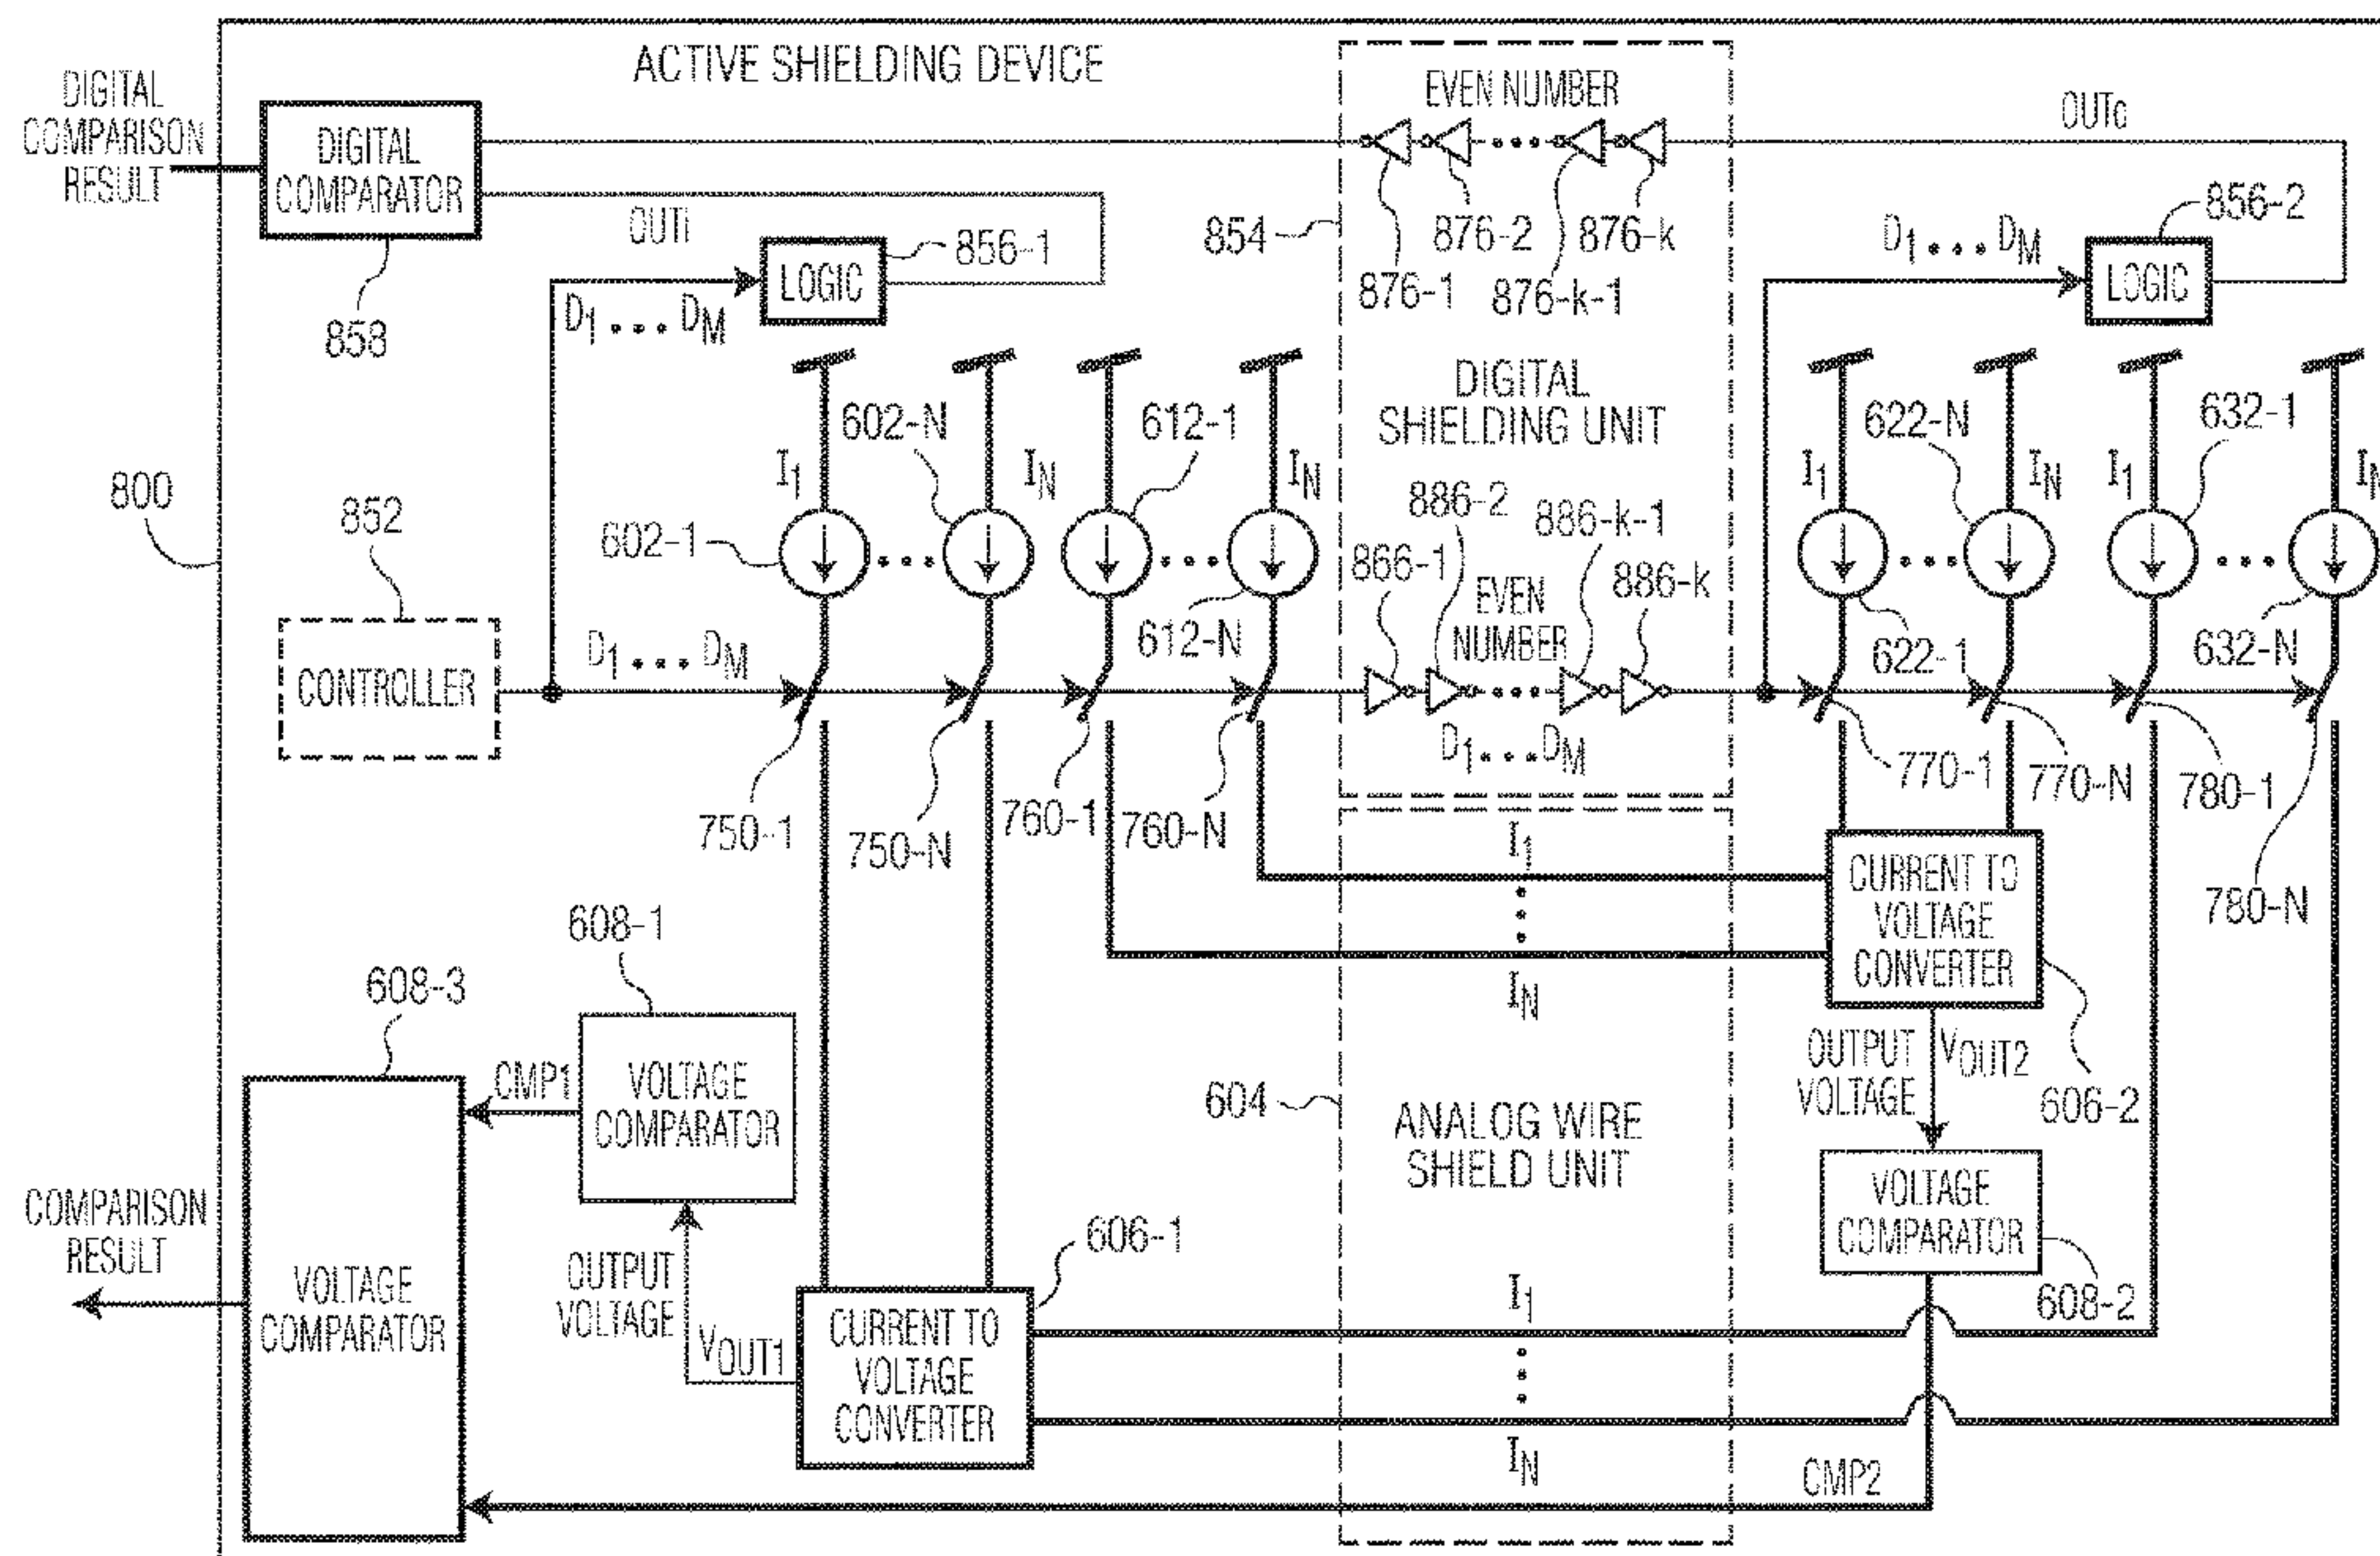 ACTIVE SHIELDING DEVICE
DIGITAL
COMPARISON
RESULT
DIGITAL
COMPARATOR
858
OUTi
LOGIC
856-1
D1 ... DM
EVEN NUMBER
876-1
876-2
876-k-1
876-k
854
OUTc
856-2
D1 ... DM
LOGIC
DIGITAL
SHIELDING UNIT
800
852
CONTROLLER
D1 ... DM
I1
602-1
602-N
IN
612-1
612-N
IN
866-1
886-2
886-k-1
886-k
EVEN
NUMBER
D1 ... DM
I1
622-N
IN
622-1
I1
632-1
632-N
IN
750-1
750-N
760-1
760-N
770-1
770-N
780-1
780-N
I1
IN
CURRENT TO
VOLTAGE
CONVERTER
606-2
OUTPUT
VOLTAGE
VOUT2
VOLTAGE
COMPARATOR
608-2
604
ANALOG WIRE
SHIELD UNIT
608-3
608-1
CMP1
VOLTAGE
COMPARATOR
COMPARISON
RESULT
VOLTAGE
COMPARATOR
OUTPUT
VOLTAGE
VOUT1
606-1
CURRENT TO
VOLTAGE
CONVERTER
I1
IN
CMP2